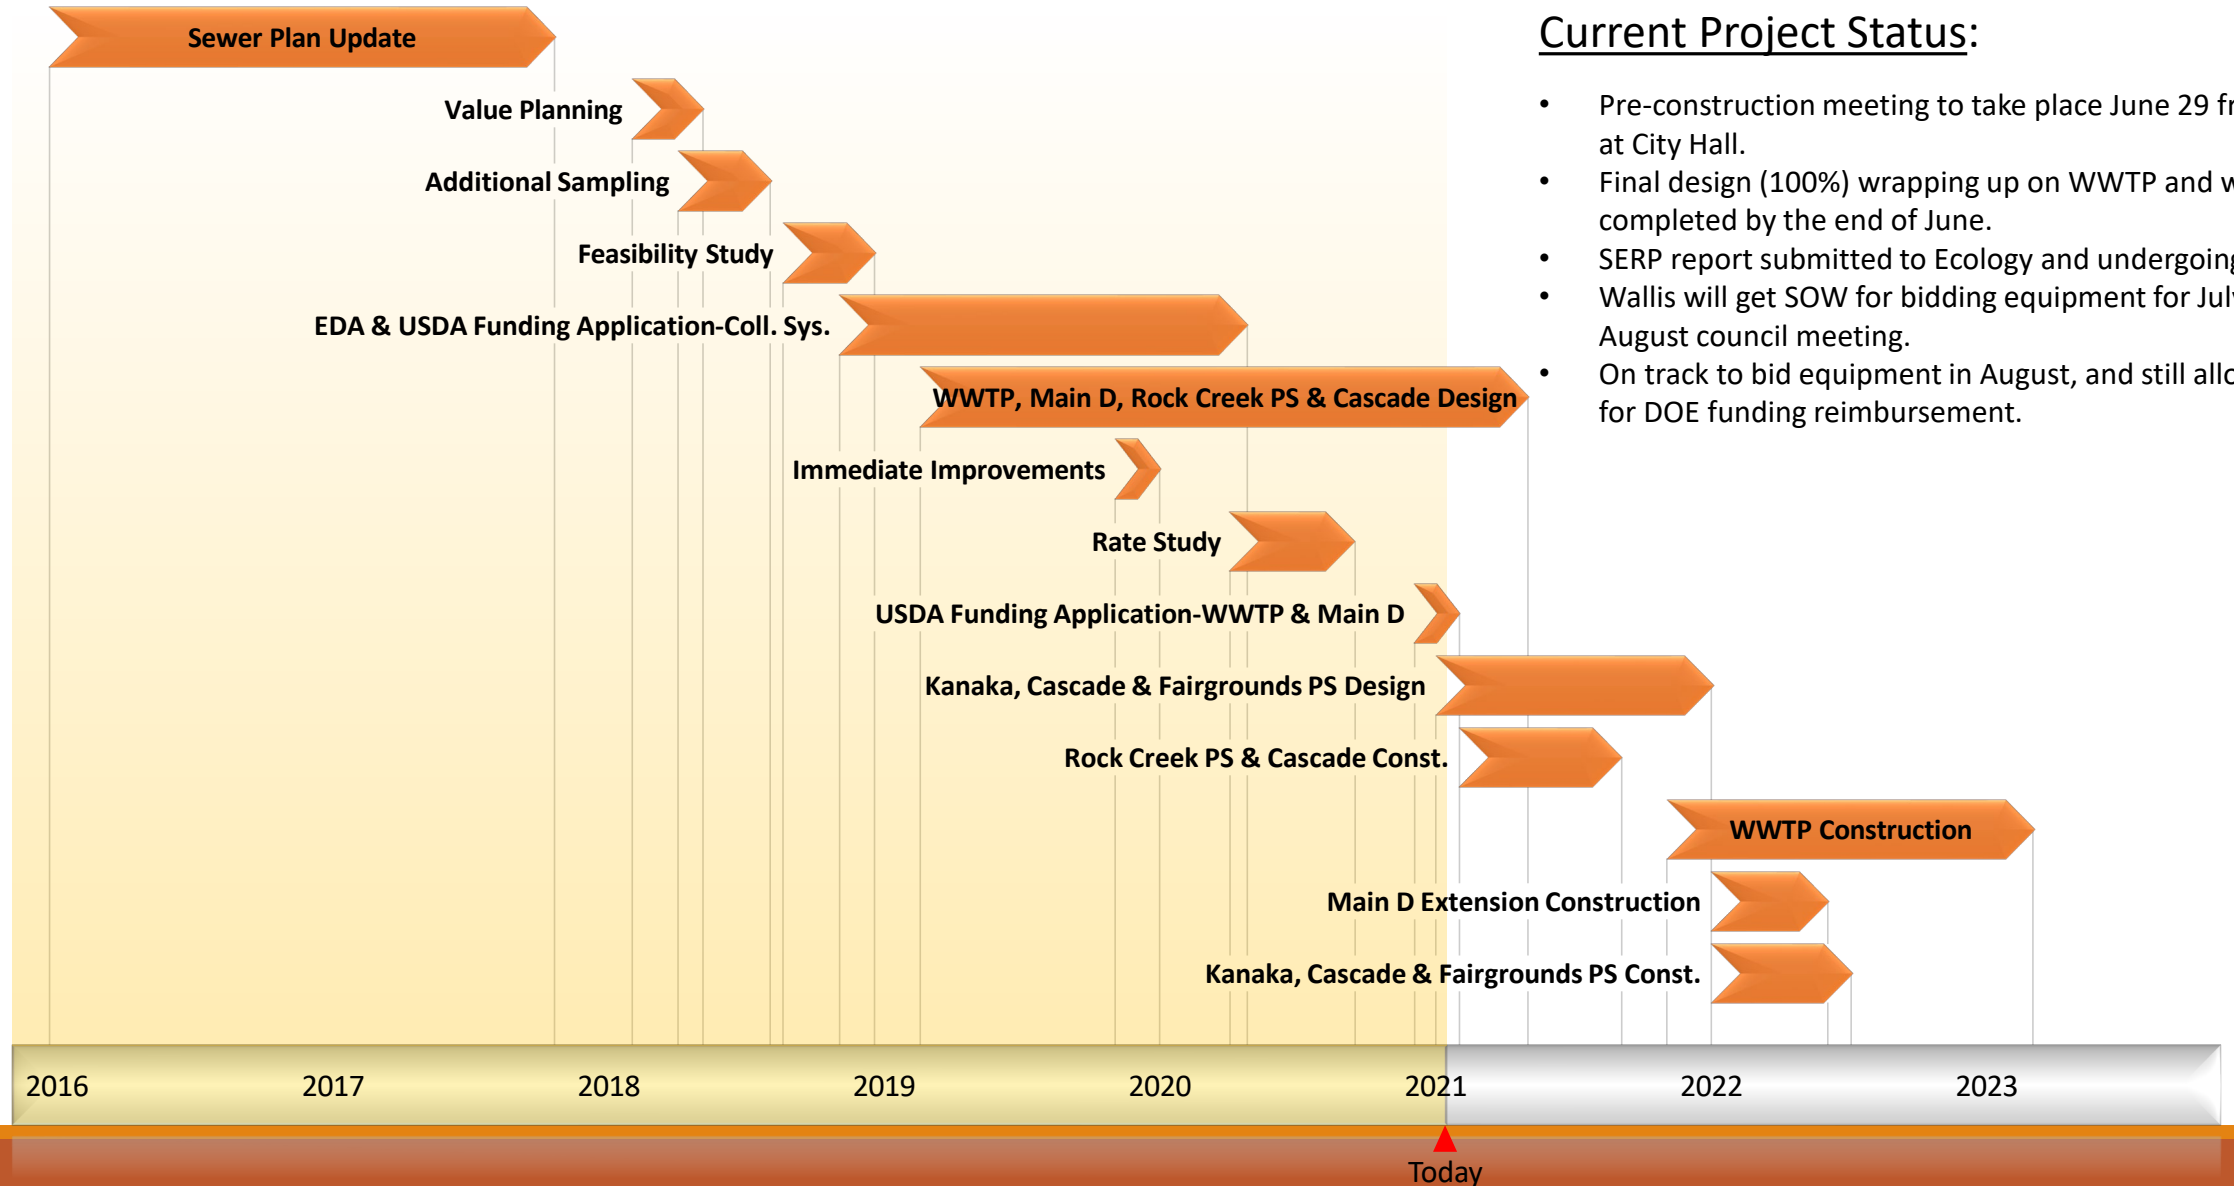 Sewer Plan Update
Value Planning
Additional Sampling
Feasibility Study
EDA & USDA Funding Application-Coll. Sys.
WWTP, Main D, Rock Creek PS & Cascade Design
Immediate Improvements
Rate Study
USDA Funding Application-WWTP & Main D
Kanaka, Cascade & Fairgrounds PS Design
Rock Creek PS & Cascade Const.
WWTP Construction
Main D Extension Construction
Kanaka, Cascade & Fairgrounds PS Const.
2016 2017 2018 2019 2020 2021 2022 2023
Today
Current Project Status:
• Pre-construction meeting to take place June 29
at City Hall.
• Final design (100%) wrapping up on WWTP and
completed by the end of June.
• SERP report submitted to Ecology and undergoing
• Wallis will get SOW for bidding equipment for July
August council meeting.
• On track to bid equipment in August, and still
for DOE funding reimbursement.